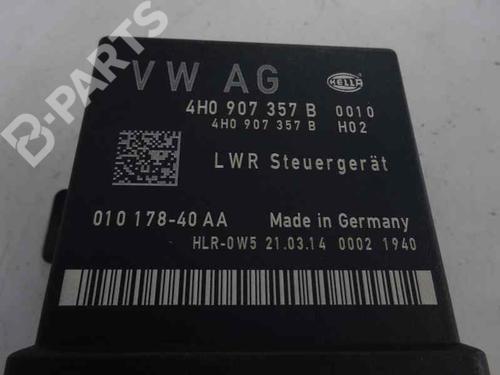 B-PARTS
VW AG
HELLA
4H0 907 357 B 0010
4H0 907 357 B H02
LWR Steuergerät
010 178-40 AA Made in Germany
HLR-0W5 21.03.14 0002 1940